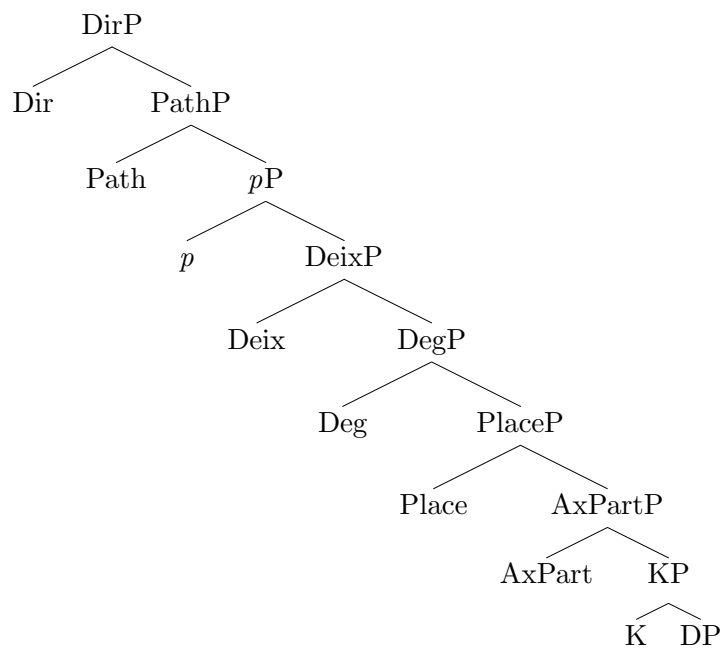 DirP
Dir PathP
Path pP
p DeixP
Deix DegP
Deg PlaceP
Place AxPartP
AxPart KP
K DP